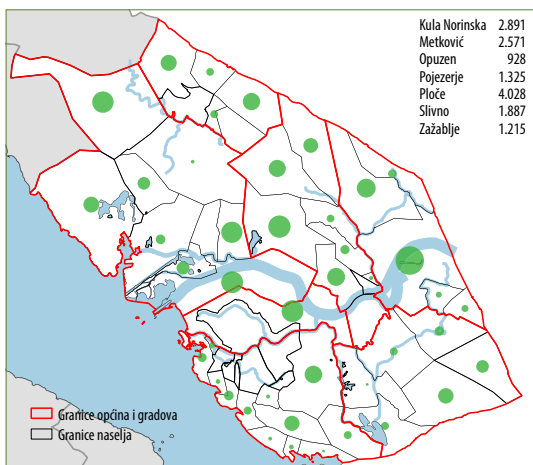 Kula Norinska 2.891
Metković 2.571
Opuzen 928
Pojezerje 1.325
Ploče 4.028
Slivno 1.887
Zažablje 1.215
Granice općina i gradova
Granice naselja